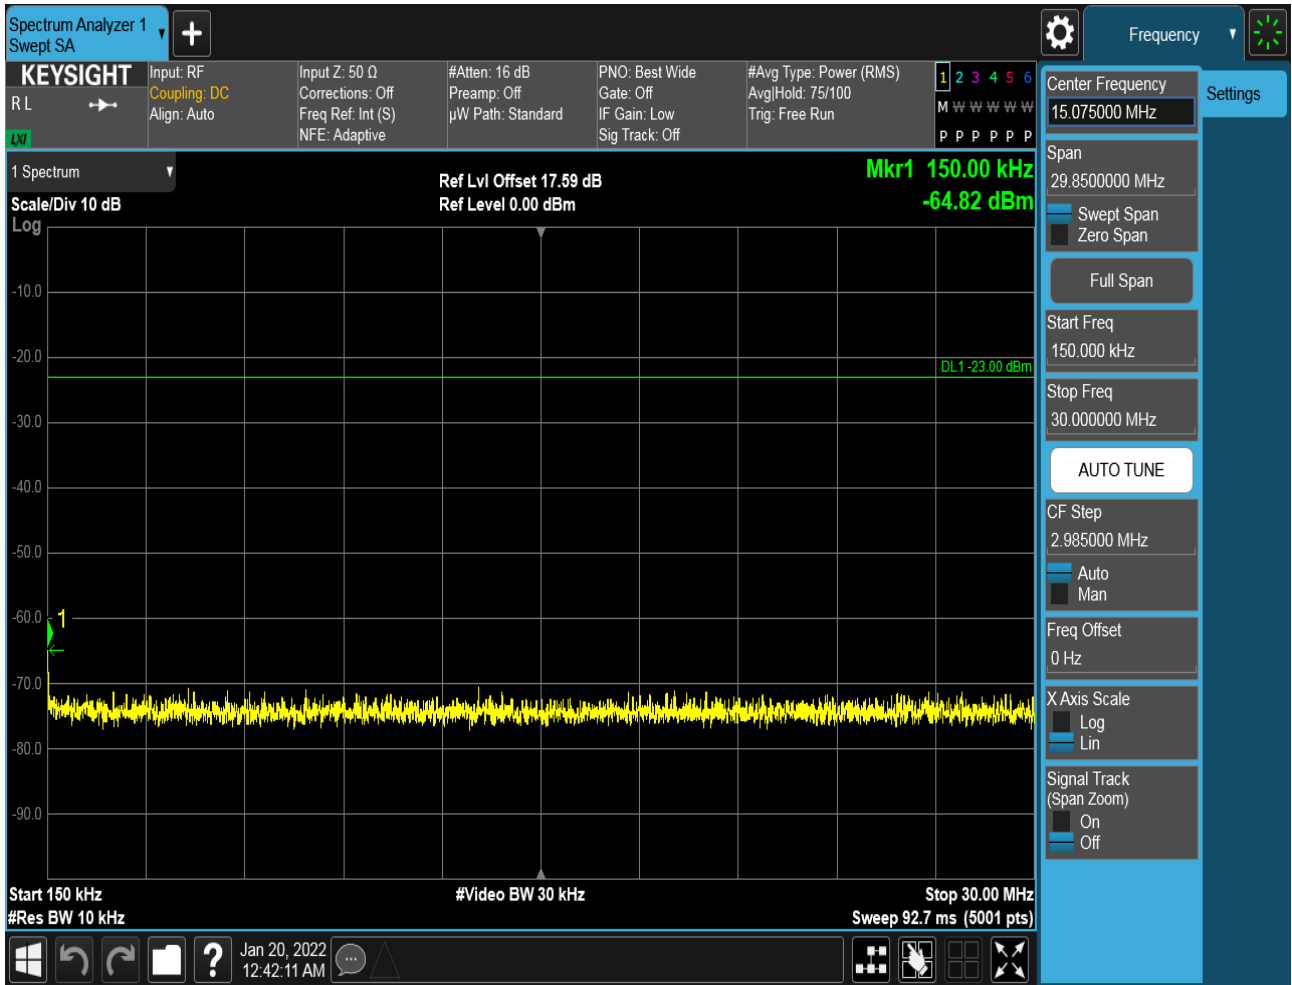 Spectrum Analyzer 1
Swept SA
Frequency
KEYSIGHT
R L
LXI
Input: RF
Coupling: DC
Align: Auto
Input Z: 50 Ω
Corrections: Off
Freq Ref: Int (S)
NFE: Adaptive
#Atten: 16 dB
Preamp: Off
µW Path: Standard
PNO: Best Wide
Gate: Off
IF Gain: Low
Sig Track: Off
#Avg Type: Power (RMS)
Avg|Hold: 75/100
Trig: Free Run
1 2 3 4 5 6
M W W W W W
P P P P P P
1 Spectrum
Scale/Div 10 dB
Log
Ref Lvl Offset 17.59 dB
Ref Level 0.00 dBm
Mkr1 150.00 kHz
-64.82 dBm
-10.0
-20.0
DL1 -23.00 dBm
-30.0
-40.0
-50.0
-60.0
1
-70.0
-80.0
-90.0
Start 150 kHz
#Res BW 10 kHz
#Video BW 30 kHz
Stop 30.00 MHz
Sweep 92.7 ms (5001 pts)
Center Frequency
15.075000 MHz
Settings
Span
29.8500000 MHz
Swept Span
Zero Span
Full Span
Start Freq
150.000 kHz
Stop Freq
30.000000 MHz
AUTO TUNE
CF Step
2.985000 MHz
Auto
Man
Freq Offset
0 Hz
X Axis Scale
Log
Lin
Signal Track
(Span Zoom)
On
Off
?
Jan 20, 2022
12:42:11 AM